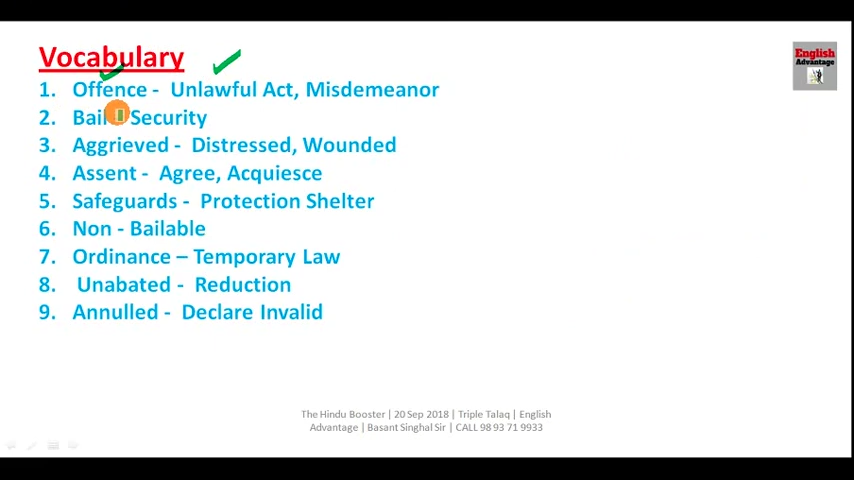 Vocabulary
English
Advantage
1. Offence - Unlawful Act, Misdemeanor
2. Bail Security
3. Aggrieved - Distressed, Wounded
4. Assent - Agree, Acquiesce
5. Safeguards - Protection Shelter
6. Non - Bailable
7. Ordinance – Temporary Law
8. Unabated - Reduction
9. Annulled - Declare Invalid
The Hindu Booster | 20 Sep 2018 | Triple Talaq | English
Advantage | Basant Singhal Sir | CALL 98 93 71 9933